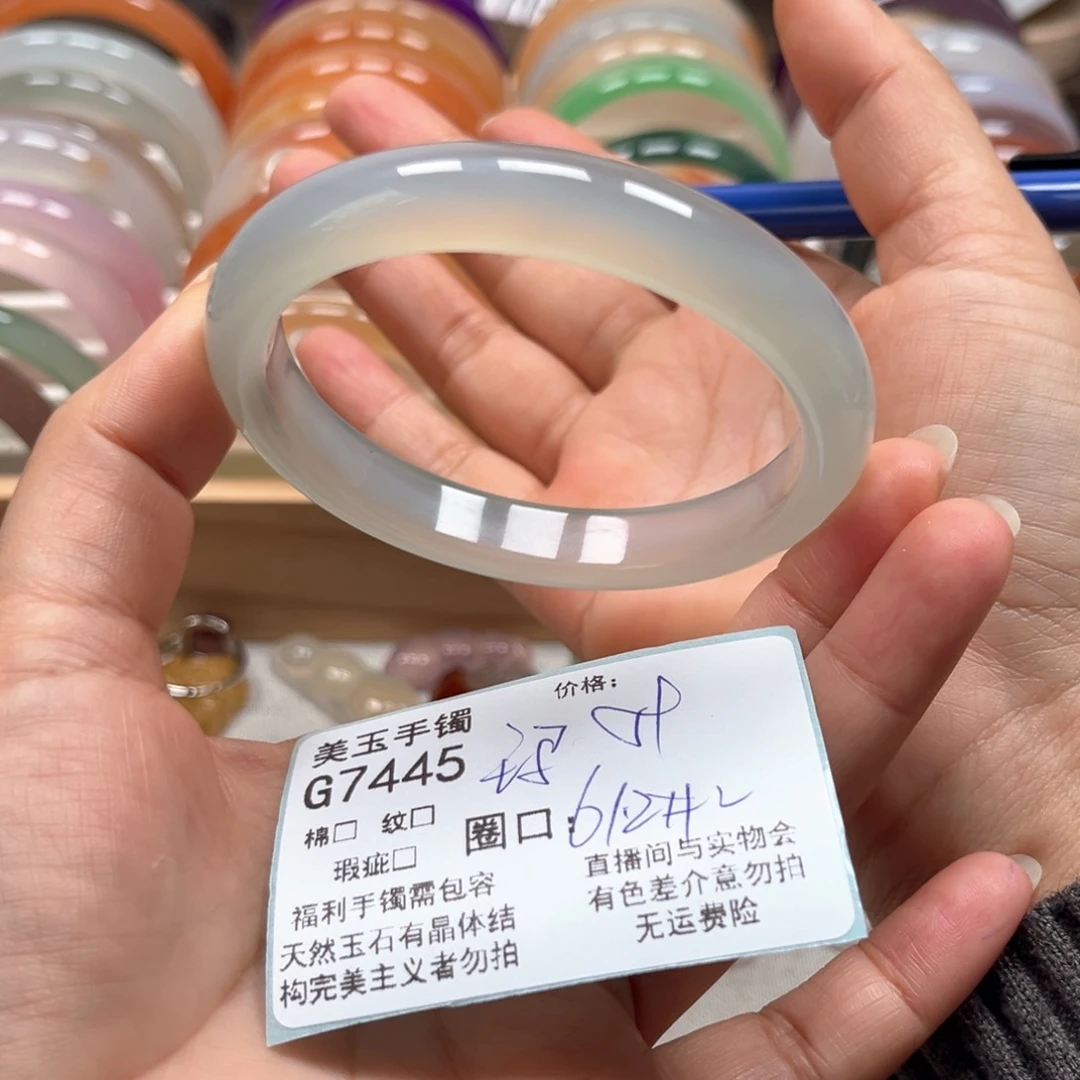 价格:
美玉手镯
G7445
棉□ 纹□
瑕疵□
圈口:
福利手镯需包容
天然玉石有晶体结
构完美主义者勿拍
直播间与实物会
有色差介意勿拍
无运费险